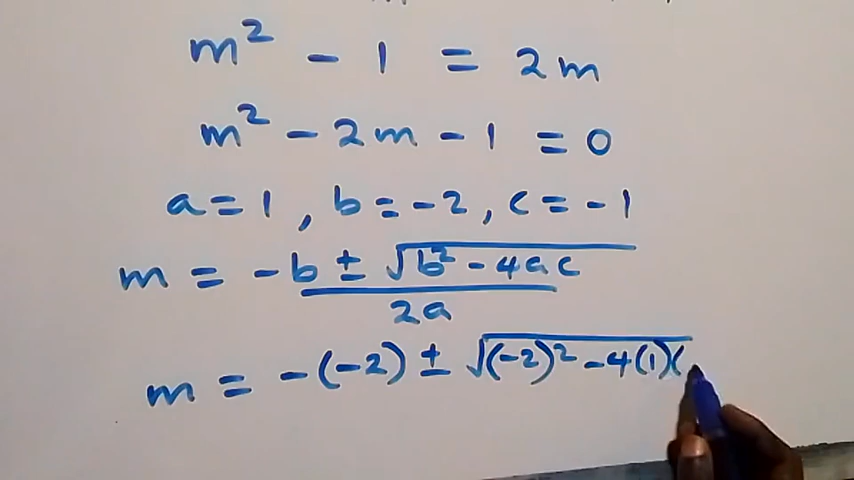 m² - 1 = 2m
m² - 2m - 1 = 0
a = 1, b = -2, c = -1
m = -b ± √b² - 4ac
2a
m = -(-2) ± √(-2)² - 4(1)(